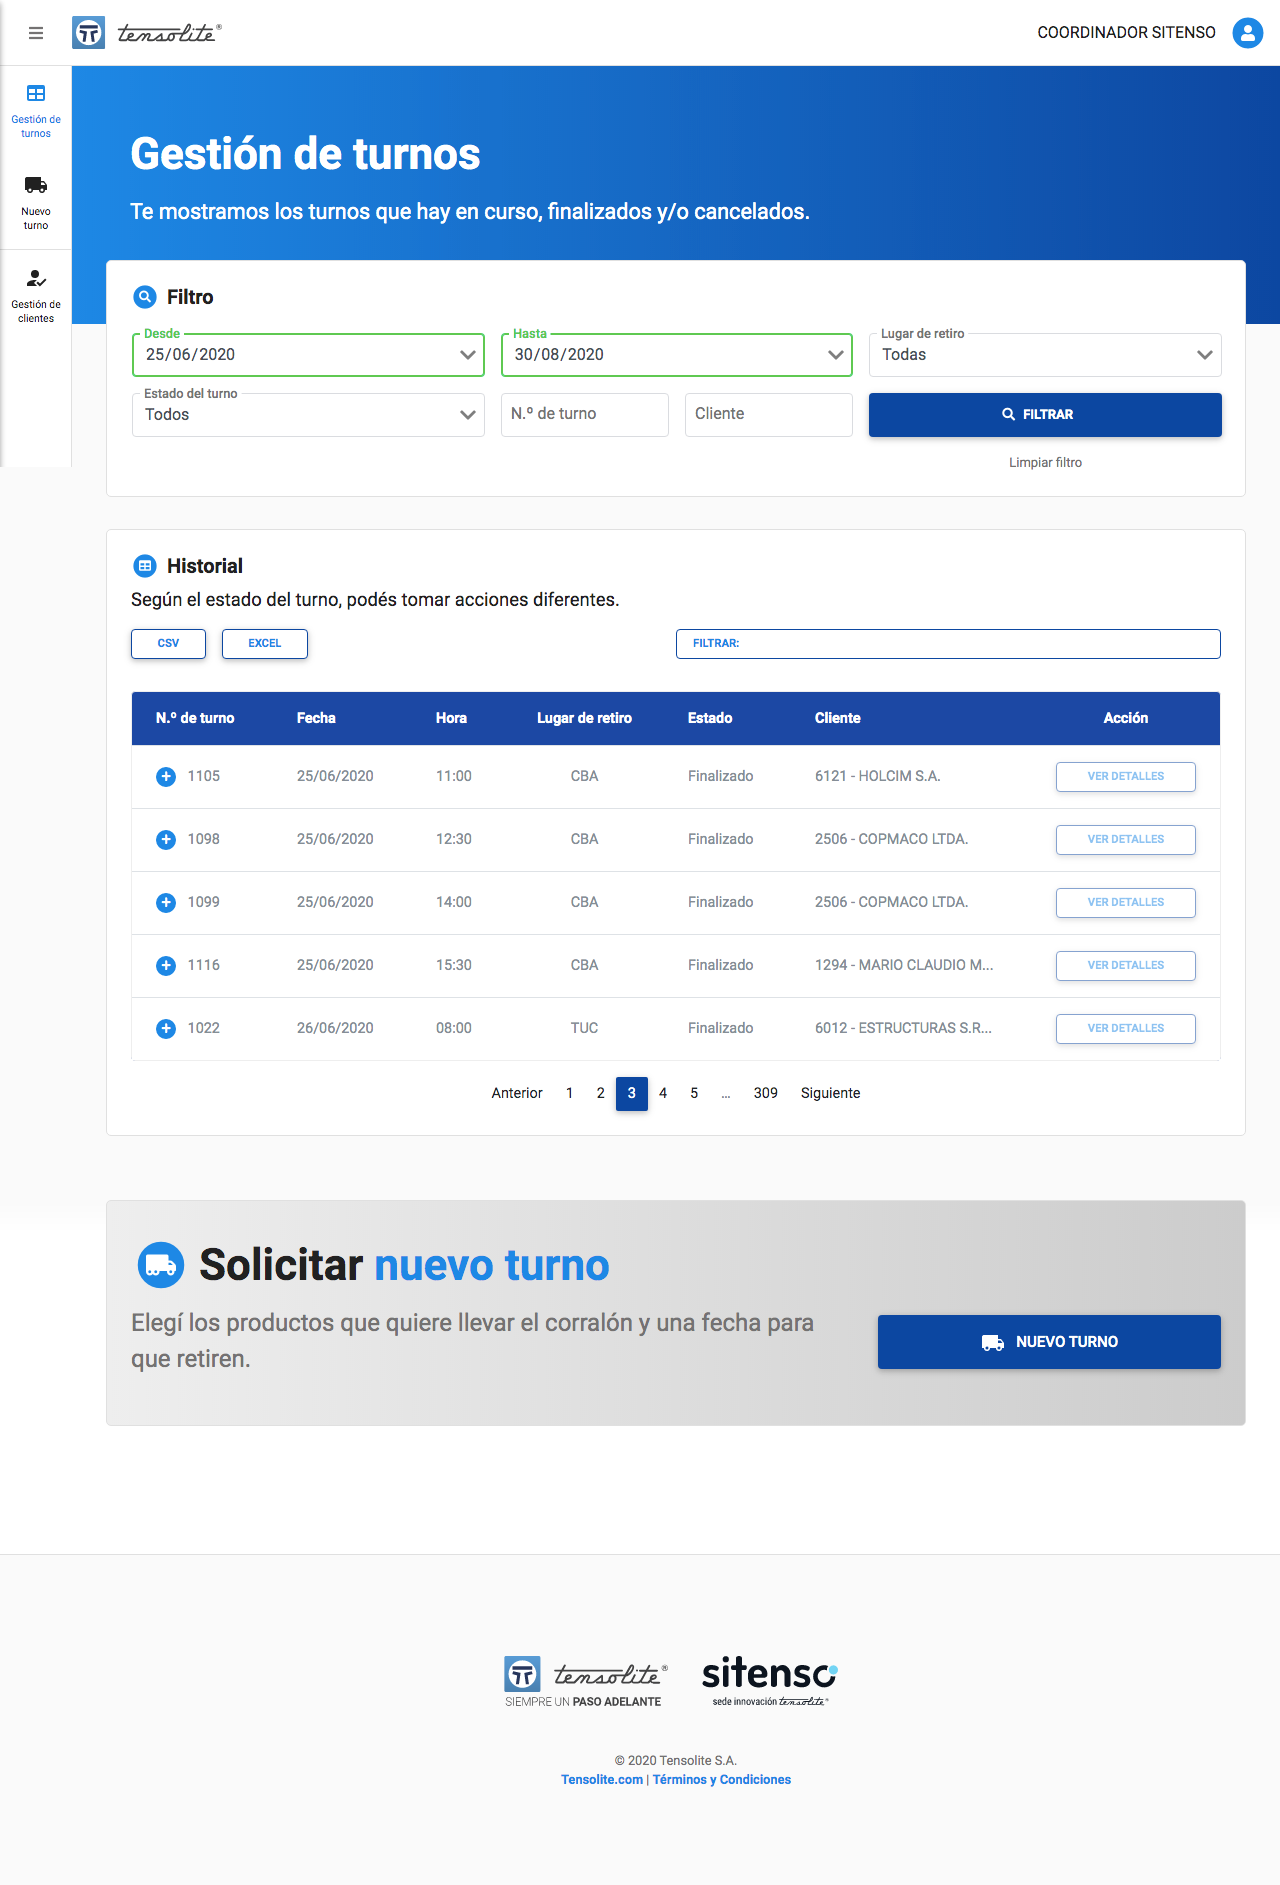 tensolite®
COORDINADOR SITENSO
Gestión de turnos
Nuevo turno
Gestión de clientes
Gestión de turnos
Te mostramos los turnos que hay en curso, finalizados y/o cancelados.
Filtro
Desde
25/06/2020
Hasta
30/08/2020
Lugar de retiro
Todas
Estado del turno
Todos
N.º de turno
Cliente
FILTRAR
Limpiar filtro
Historial
Según el estado del turno, podés tomar acciones diferentes.
CSV EXCEL FILTRAR:
N.º de turno Fecha Hora Lugar de retiro Estado Cliente Acción
1105 25/06/2020 11:00 CBA Finalizado 6121 - HOLCIM S.A. VER DETALLES
1098 25/06/2020 12:30 CBA Finalizado 2506 - COPMACO LTDA. VER DETALLES
1099 25/06/2020 14:00 CBA Finalizado 2506 - COPMACO LTDA. VER DETALLES
1116 25/06/2020 15:30 CBA Finalizado 1294 - MARIO CLAUDIO M... VER DETALLES
1022 26/06/2020 08:00 TUC Finalizado 6012 - ESTRUCTURAS S.R... VER DETALLES
Anterior 1 2 3 4 5 ... 309 Siguiente
Solicitar nuevo turno
Elegí los productos que quiere llevar el corralón y una fecha para
que retiren.
NUEVO TURNO
tensolite®
SIEMPRE UN PASO ADELANTE
sitenso
sede innovación tensolite®
© 2020 Tensolite S.A.
Tensolite.com | Términos y Condiciones